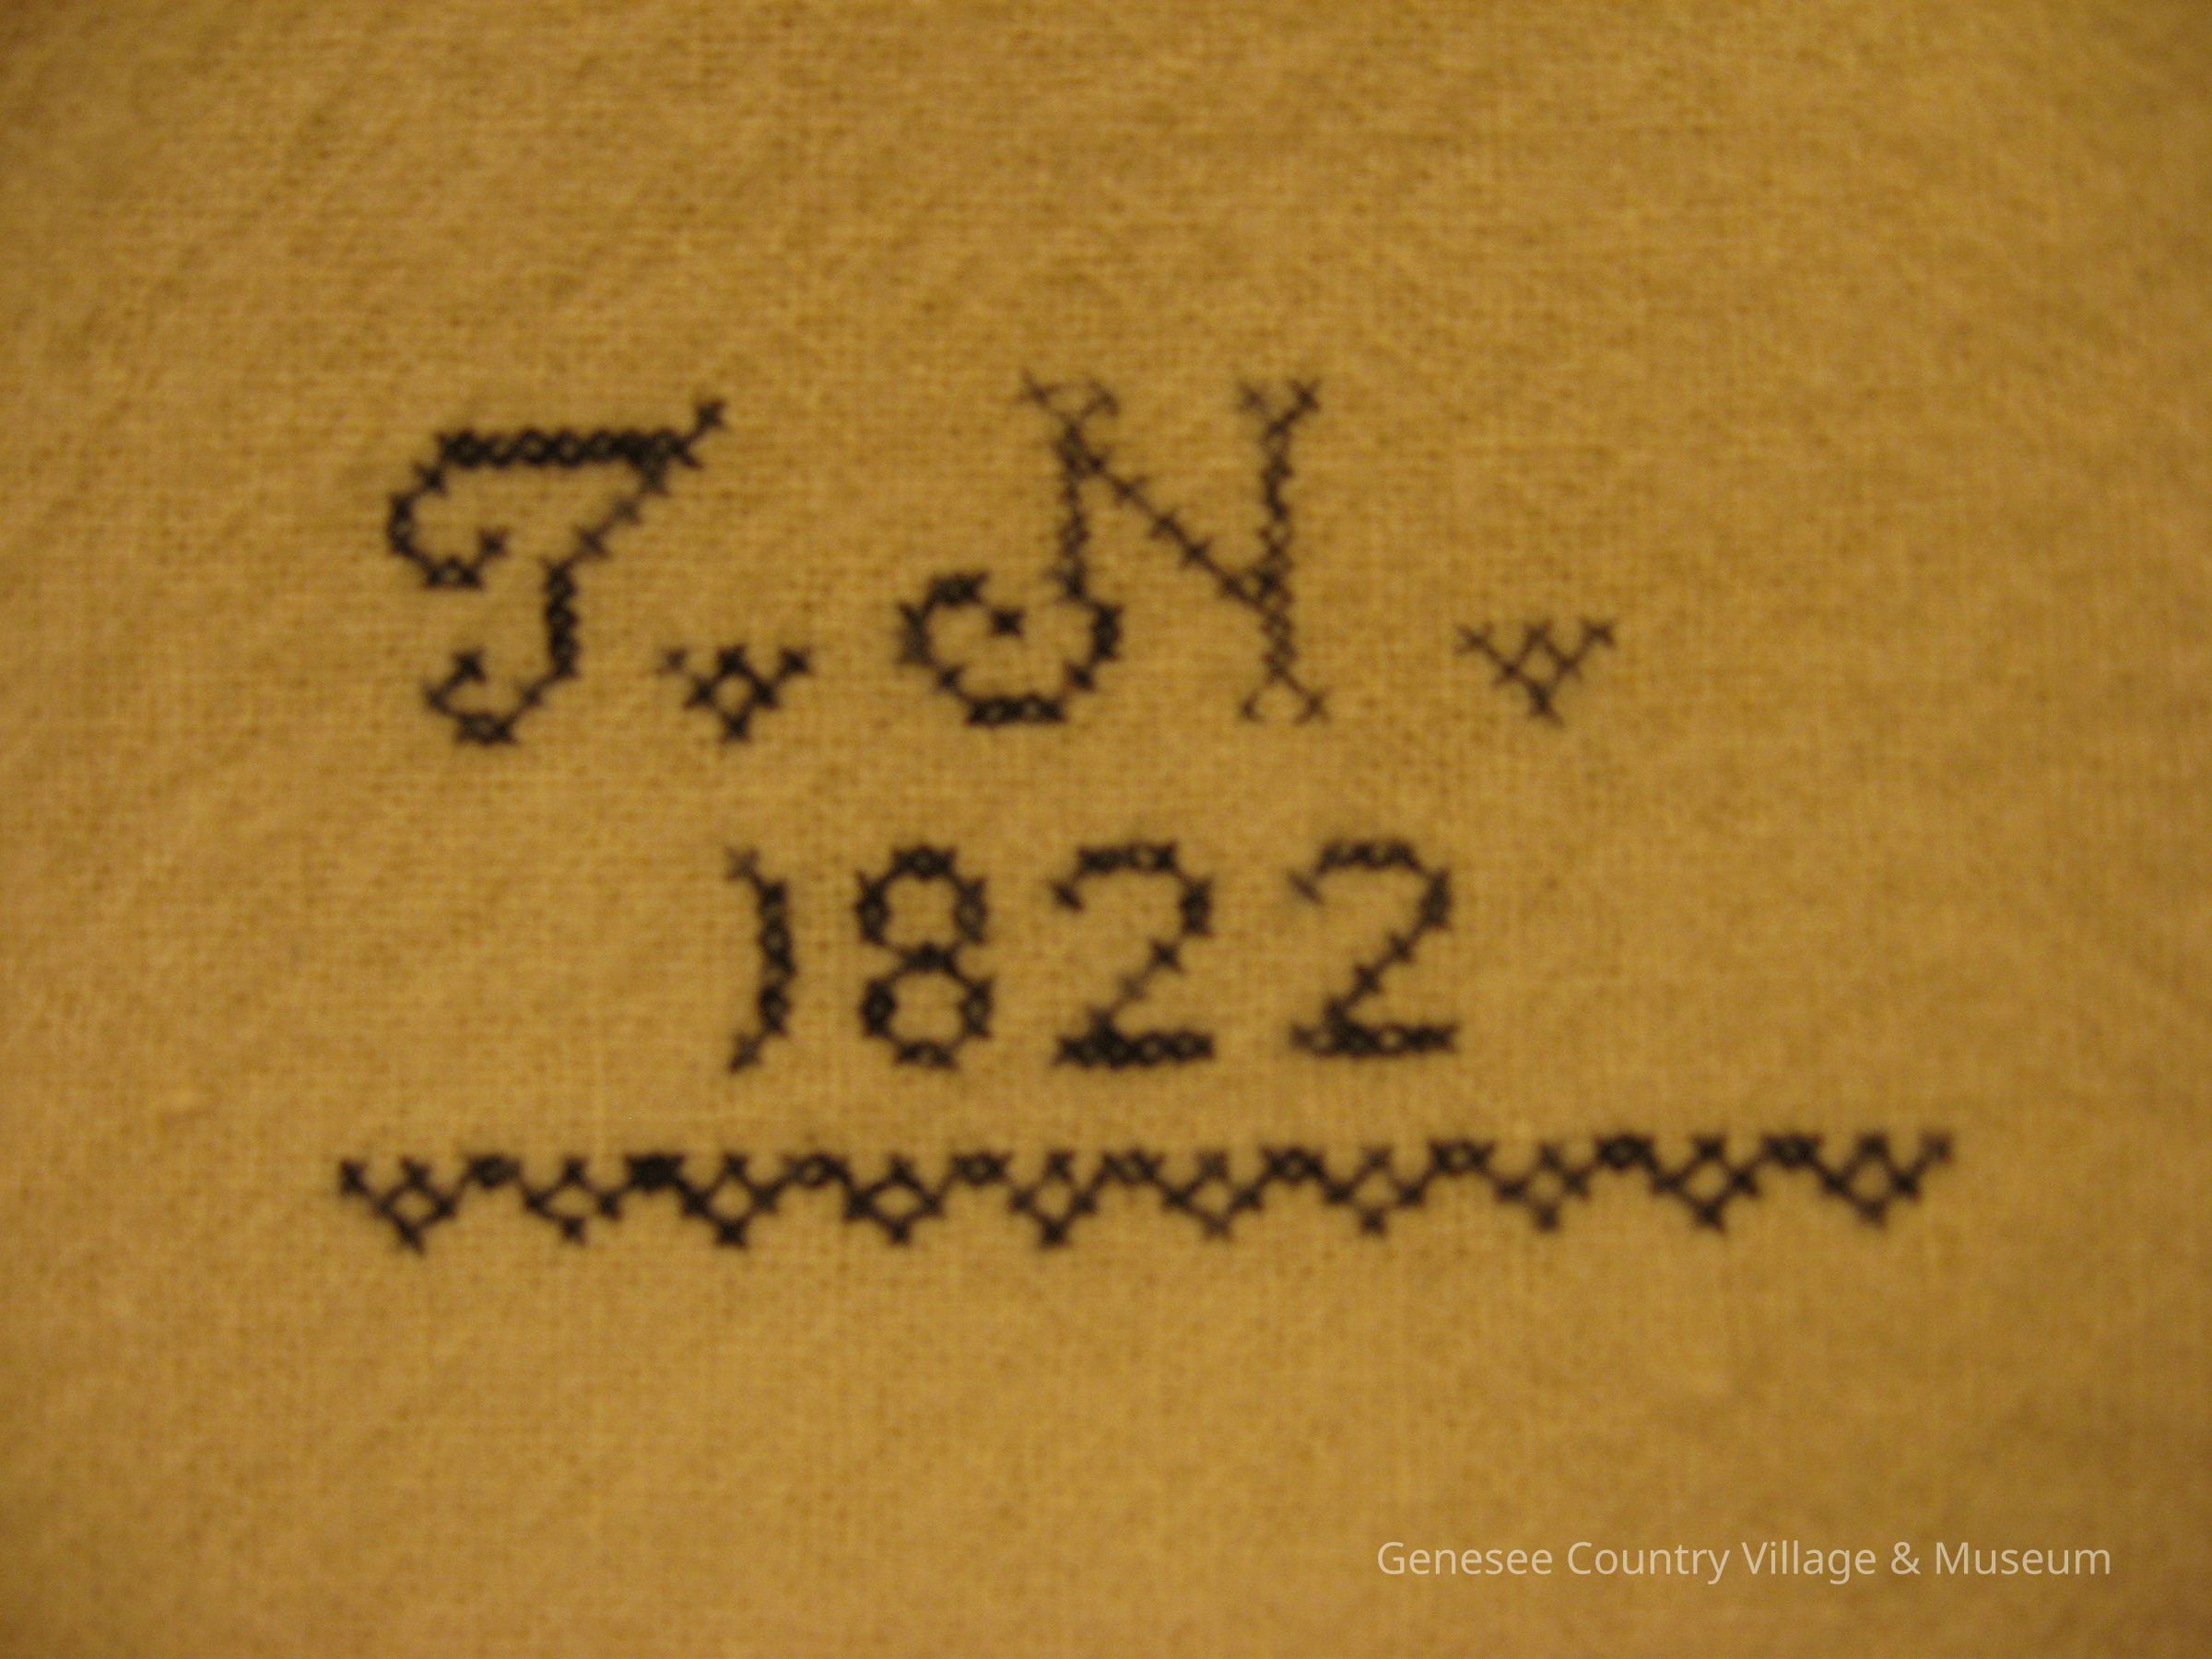 T. N.
1822
Genesee Country Village & Museum